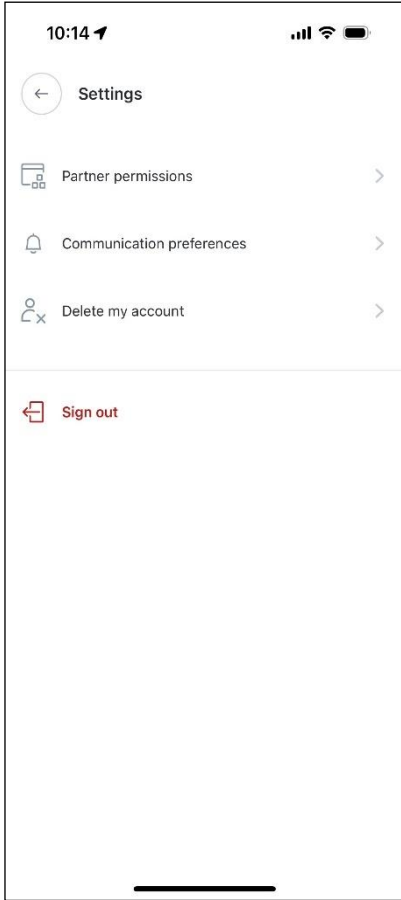 10:14
Settings
Partner permissions
Communication preferences
Delete my account
Sign out